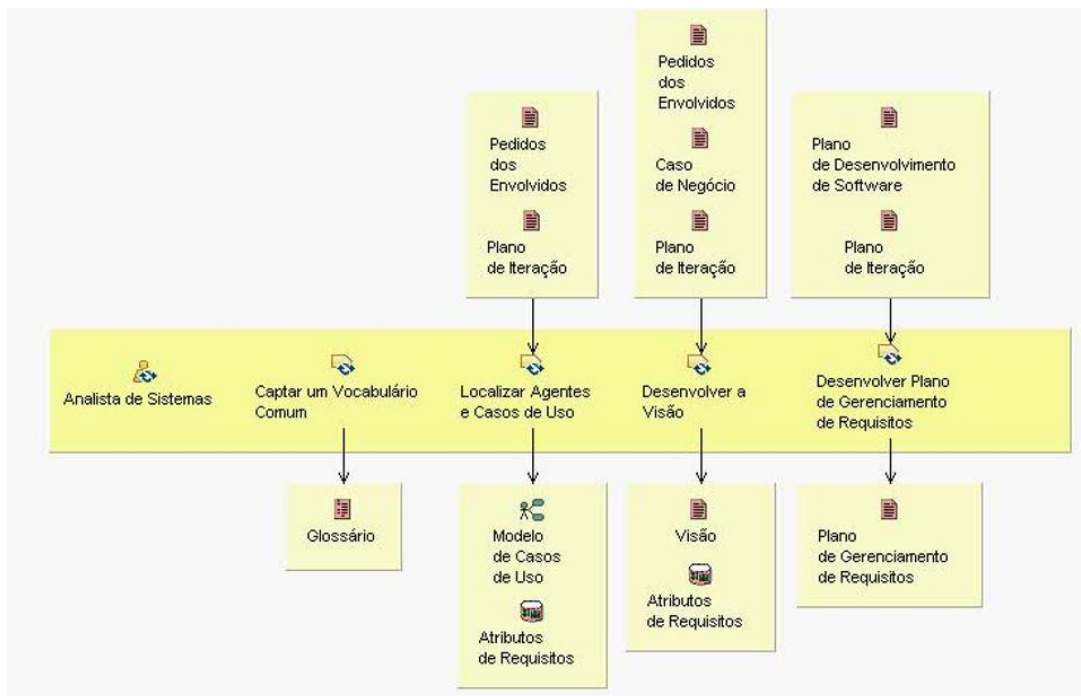 Pedidos
dos
Envolvidos
Plano
de Iteração
Pedidos
dos
Envolvidos
Caso
de Negócio
Plano
de Iteração
Plano
de Desenvolvimento
de Software
Plano
de Iteração
Analista de Sistemas
Captar um Vocabulário
Comum
Localizar Agentes
e Casos de Uso
Desenvolver a
Visão
Desenvolver Plano
de Gerenciamento
de Requisitos
Glossário
Modelo
de Casos
de Uso
Atributos
de Requisitos
Visão
Atributos
de Requisitos
Plano
de Gerenciamento
de Requisitos